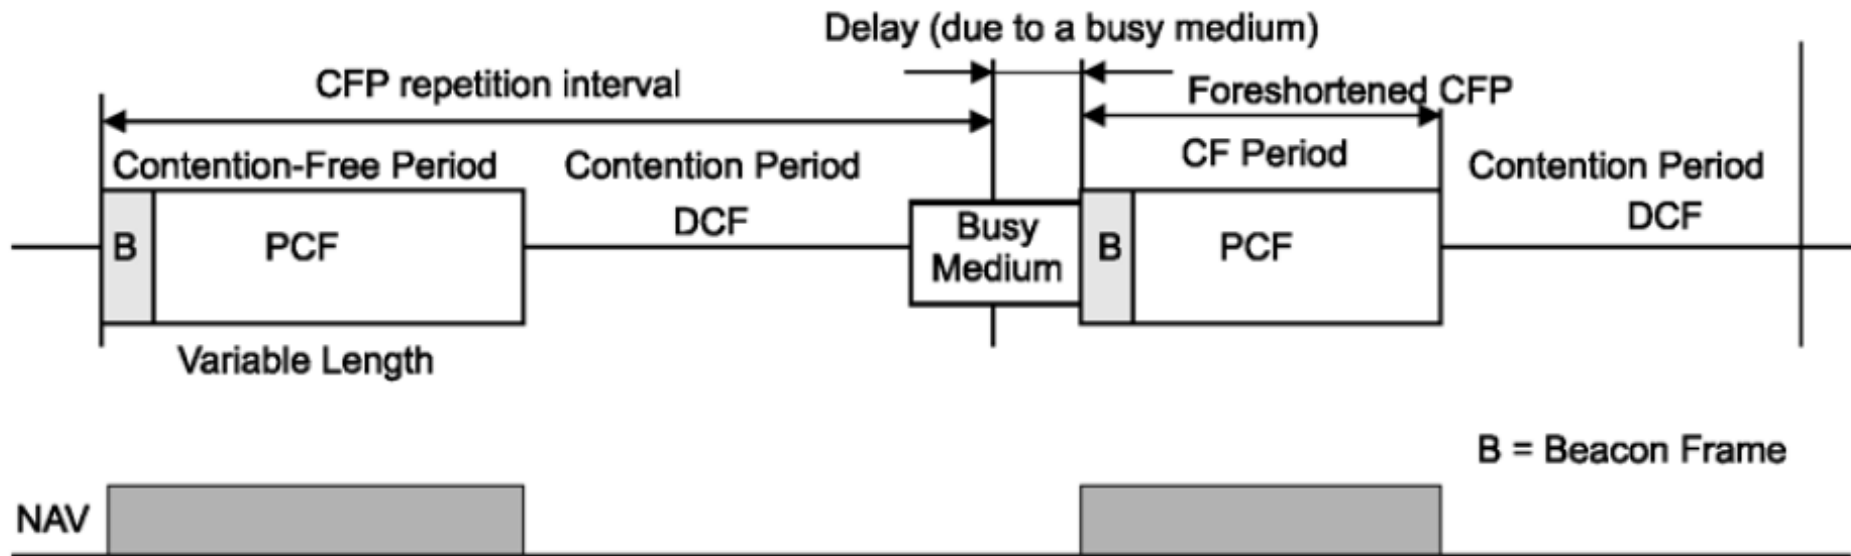 Delay (due to a busy medium)
CFP repetition interval
Foreshortened CFP
Contention-Free Period
Contention Period
CF Period
Contention Period
DCF
DCF
B
PCF
Busy
Medium
B
PCF
Variable Length
B = Beacon Frame
NAV